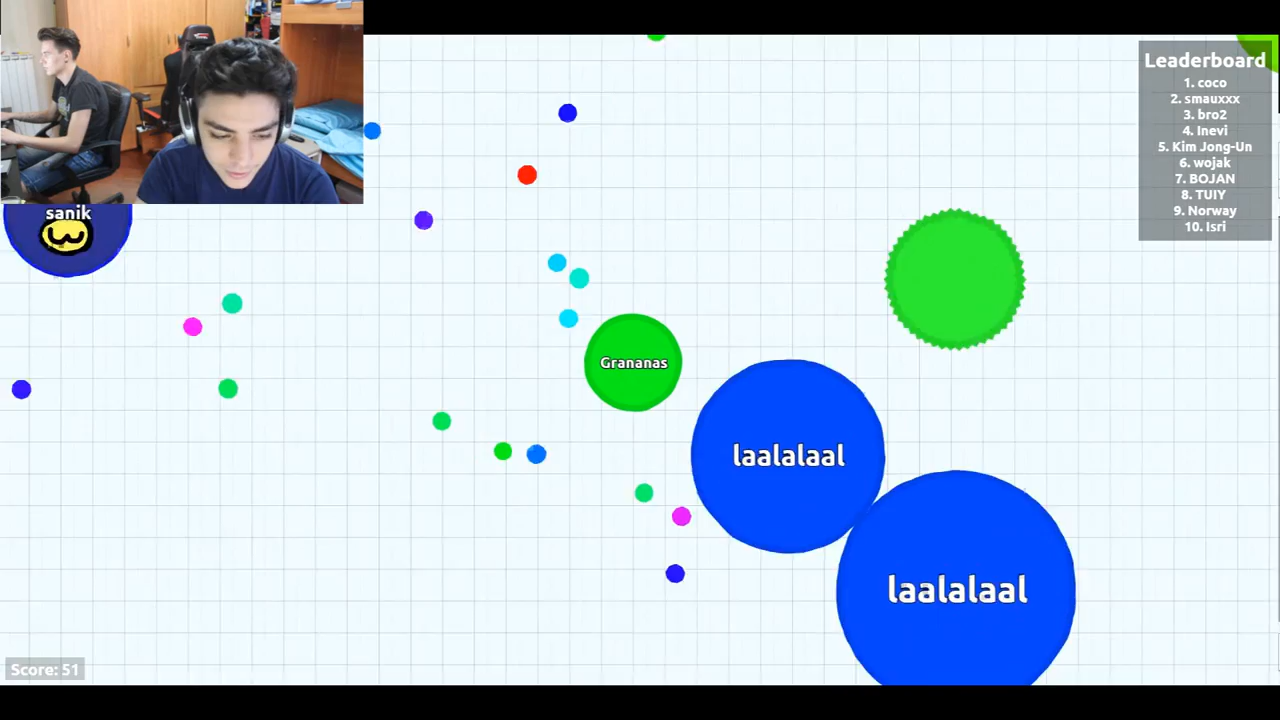 Leaderboard
1. coco
2. smauxxx
3. bro2
4. Inevi
5. Kim Jong-Un
6. wojak
7. BOJAN
8. TUIY
9. Norway
10. Isri
sanik
Grananas
laalalaal
laalalaal
Score: 51